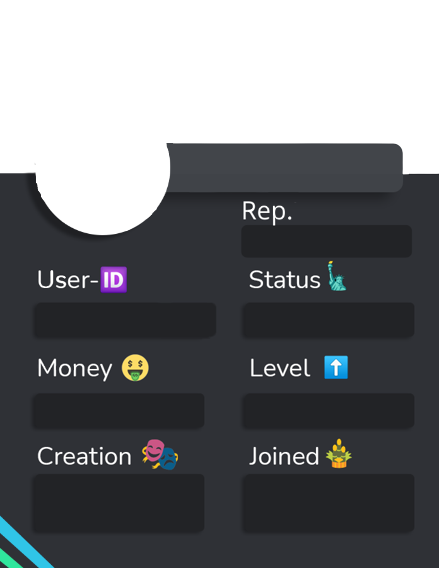 Rep.
User-🆔 Status🗽
Money 🤑 Level ⬆️
Creation 🎭 Joined🎍